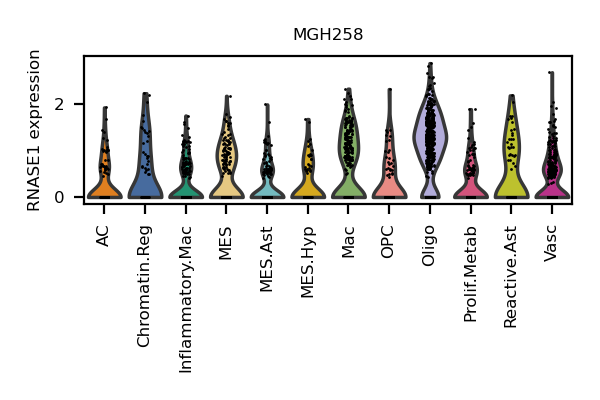 MGH258
RNASE1 expression
2
0
AC
Chromatin.Reg
Inflammatory.Mac
MES
MES.Ast
MES.Hyp
Mac
OPC
Oligo
Prolif.Metab
Reactive.Ast
Vasc